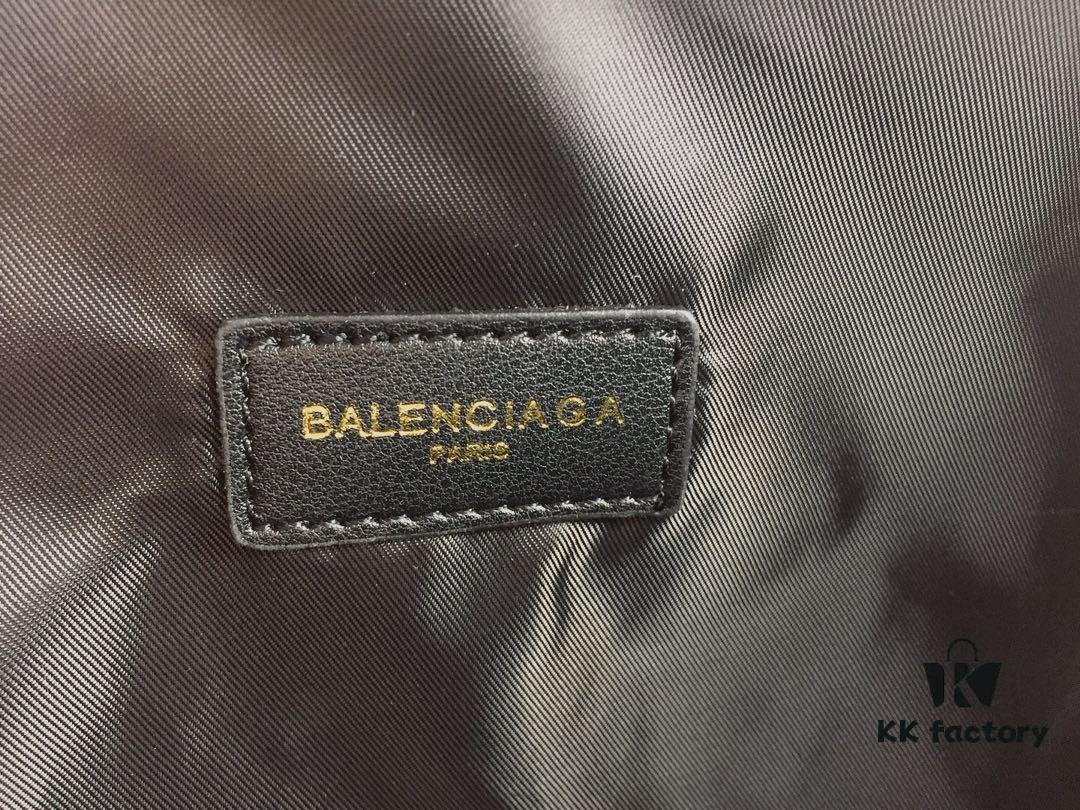 BALENCIAGA
PARIS
K
KK factory